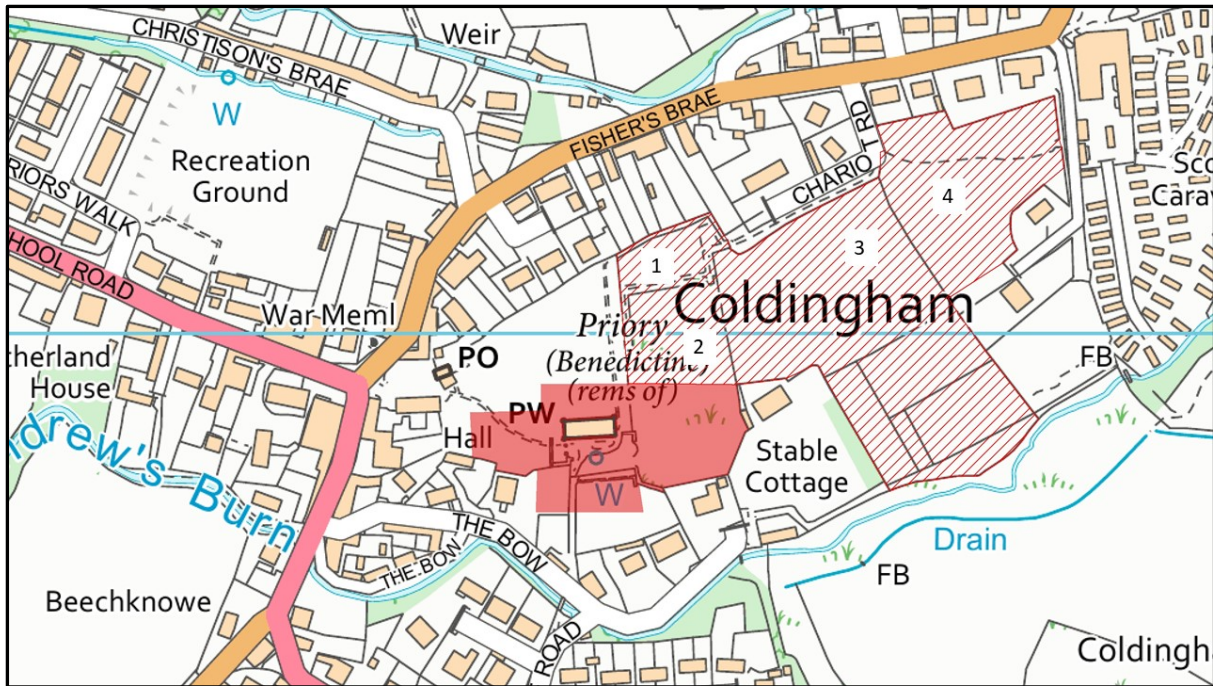 CHRISTISON'S BRAE
Weir
W
Recreation
Ground
FISHER'S BRAE
CHARIOT RD
RIORS WALK
HOOL ROAD
Sco
Carav
4
3
1
2
Coldingham
War Meml
Priory
(Benedictine)
(rems of)
therland
House
PO
FB
PW
Hall
ndrew's Burn
W
Stable
Cottage
THE BOW
THE BOW
Drain
FB
Beechknowe
ROAD
Coldingh